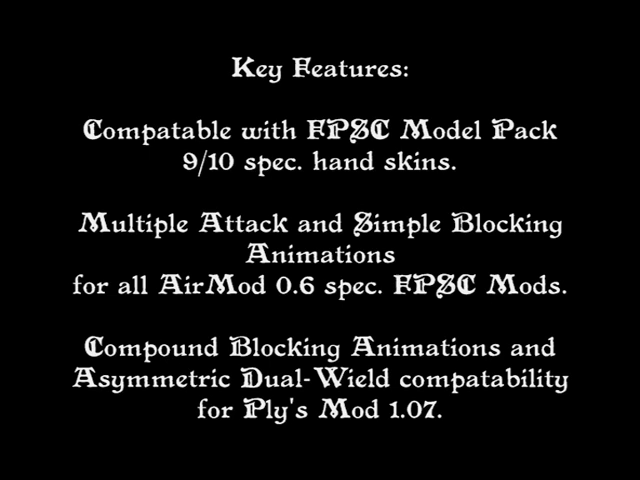 Key Features:
Compatable with FPSC Model Pack
9/10 spec. hand skins.
Multiple Attack and Simple Blocking
Animations
for all AirMod 0.6 spec. FPSC Mods.
Compound Blocking Animations and
Asymmetric Dual-Wield compatability
for Ply's Mod 1.07.